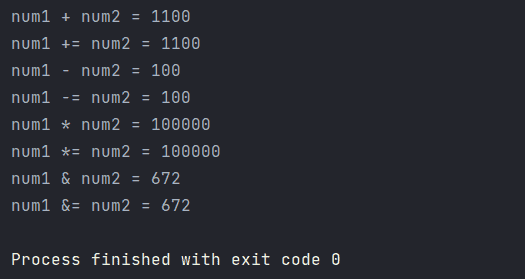 num1 + num2 = 1100
num1 += num2 = 1100
num1 - num2 = 100
num1 -= num2 = 100
num1 * num2 = 100000
num1 *= num2 = 100000
num1 & num2 = 672
num1 &= num2 = 672
Process finished with exit code 0